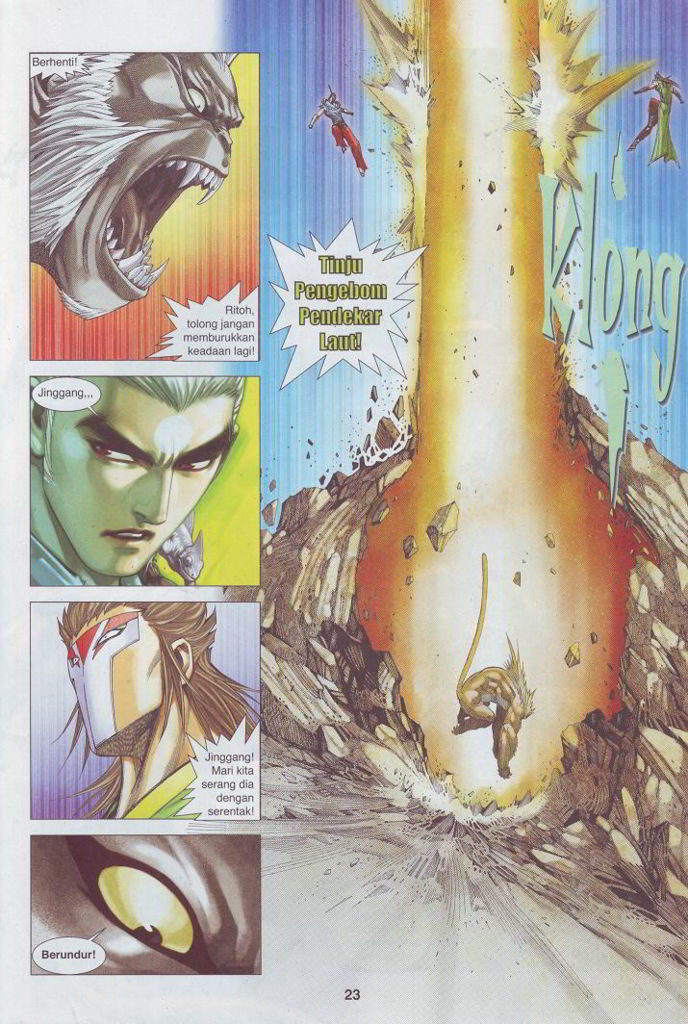 Berhenti!
Ritoh,
tolong jangan
memburukkan
keadaan lagi!
Tinju
Pengebom
Pendekar
Laut!
Klong
!
Jinggang,,,
Jinggang!
Mari kita
serang dia
dengan
serentak!
Berundur!
23